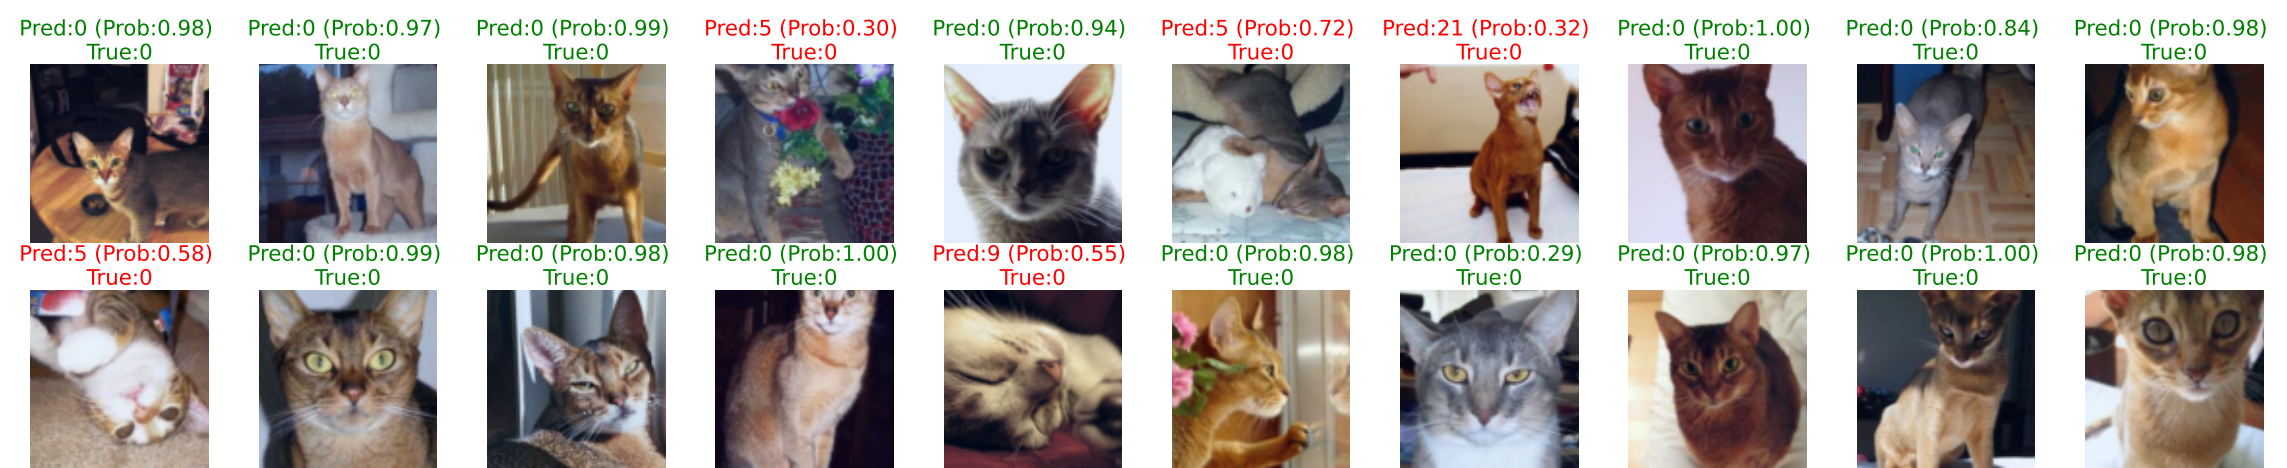 Pred:0 (Prob:0.98)
True:0
Pred:0 (Prob:0.97)
True:0
Pred:0 (Prob:0.99)
True:0
Pred:5 (Prob:0.30)
True:0
Pred:0 (Prob:0.94)
True:0
Pred:5 (Prob:0.72)
True:0
Pred:21 (Prob:0.32)
True:0
Pred:0 (Prob:1.00)
True:0
Pred:0 (Prob:0.84)
True:0
Pred:0 (Prob:0.98)
True:0
Pred:5 (Prob:0.58)
True:0
Pred:0 (Prob:0.99)
True:0
Pred:0 (Prob:0.98)
True:0
Pred:0 (Prob:1.00)
True:0
Pred:9 (Prob:0.55)
True:0
Pred:0 (Prob:0.98)
True:0
Pred:0 (Prob:0.29)
True:0
Pred:0 (Prob:0.97)
True:0
Pred:0 (Prob:1.00)
True:0
Pred:0 (Prob:0.98)
True:0